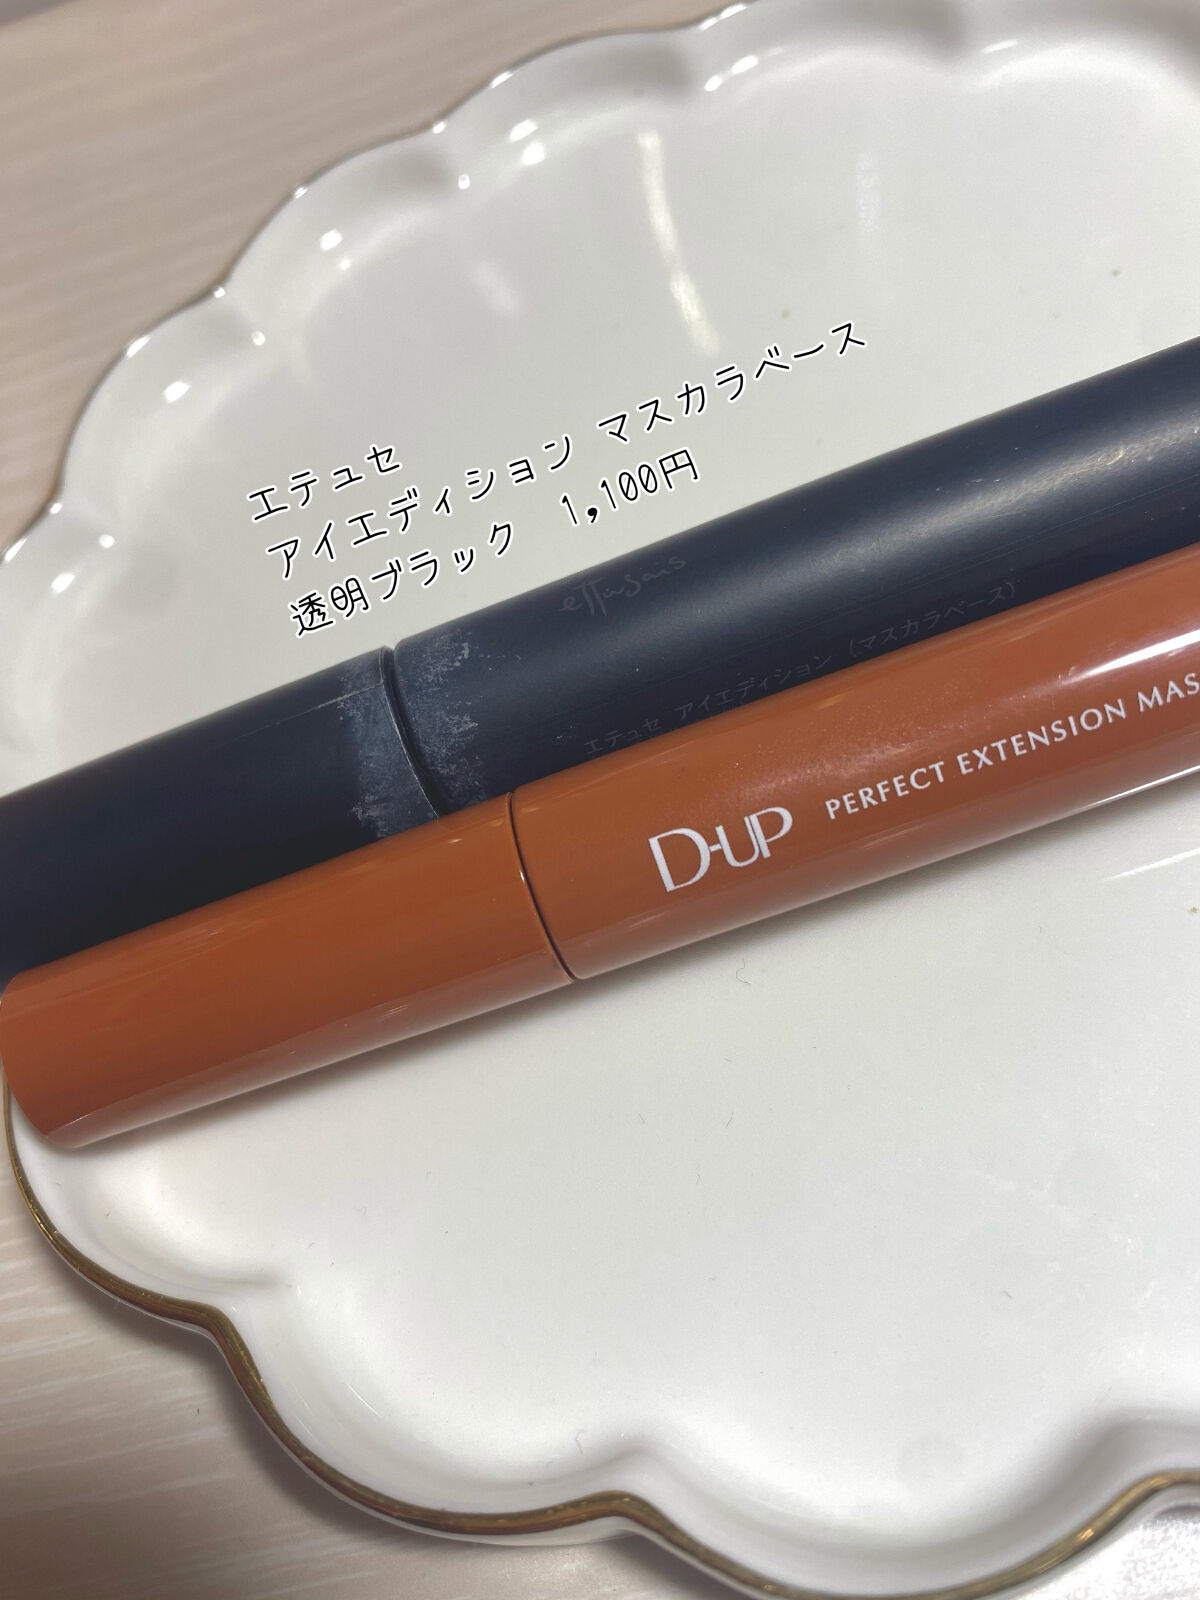 エテュセ
アイエディション マスカラベース
透明ブラック 1,100円
ettusais
エテュセ アイエディション (マスカラベース)
D-UP PERFECT EXTENSION MAS